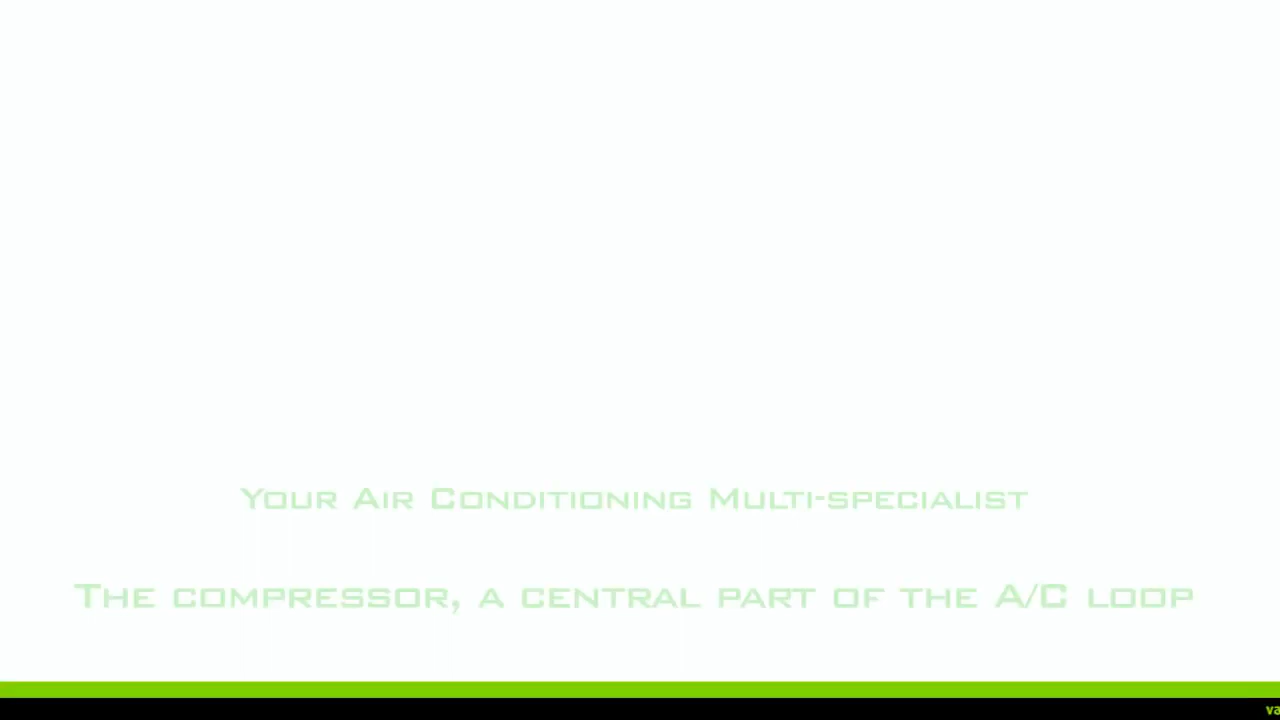 Your Air Conditioning Multi-specialist
The compressor, a central part of the A/C loop